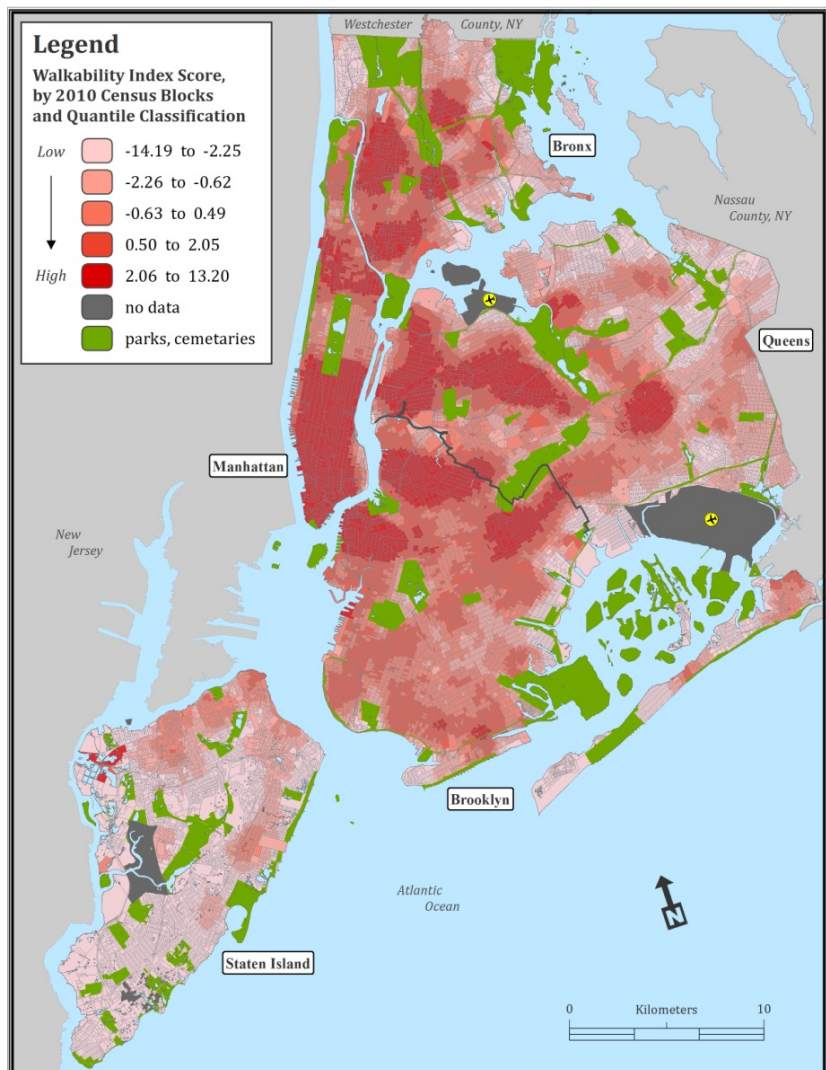 Westchester County, NY
Legend
Walkability Index Score,
by 2010 Census Blocks
and Quantile Classification
Low
-14.19 to -2.25
-2.26 to -0.62
-0.63 to 0.49
0.50 to 2.05
High
2.06 to 13.20
no data
parks, cemetaries
Bronx
Nassau
County, NY
Queens
Manhattan
New
Jersey
Brooklyn
Atlantic
Ocean
N
Staten Island
Kilometers
0 10